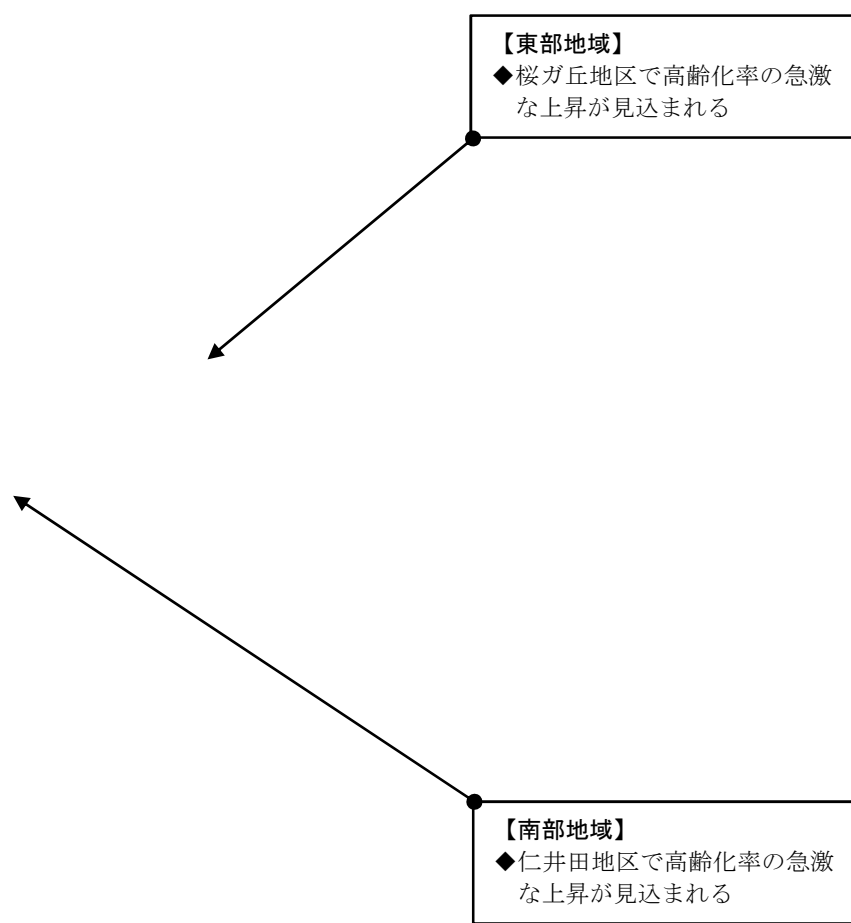 【東部地域】
◆桜ガ丘地区で高齢化率の急激
な上昇が見込まれる
【南部地域】
◆仁井田地区で高齢化率の急激
な上昇が見込まれる